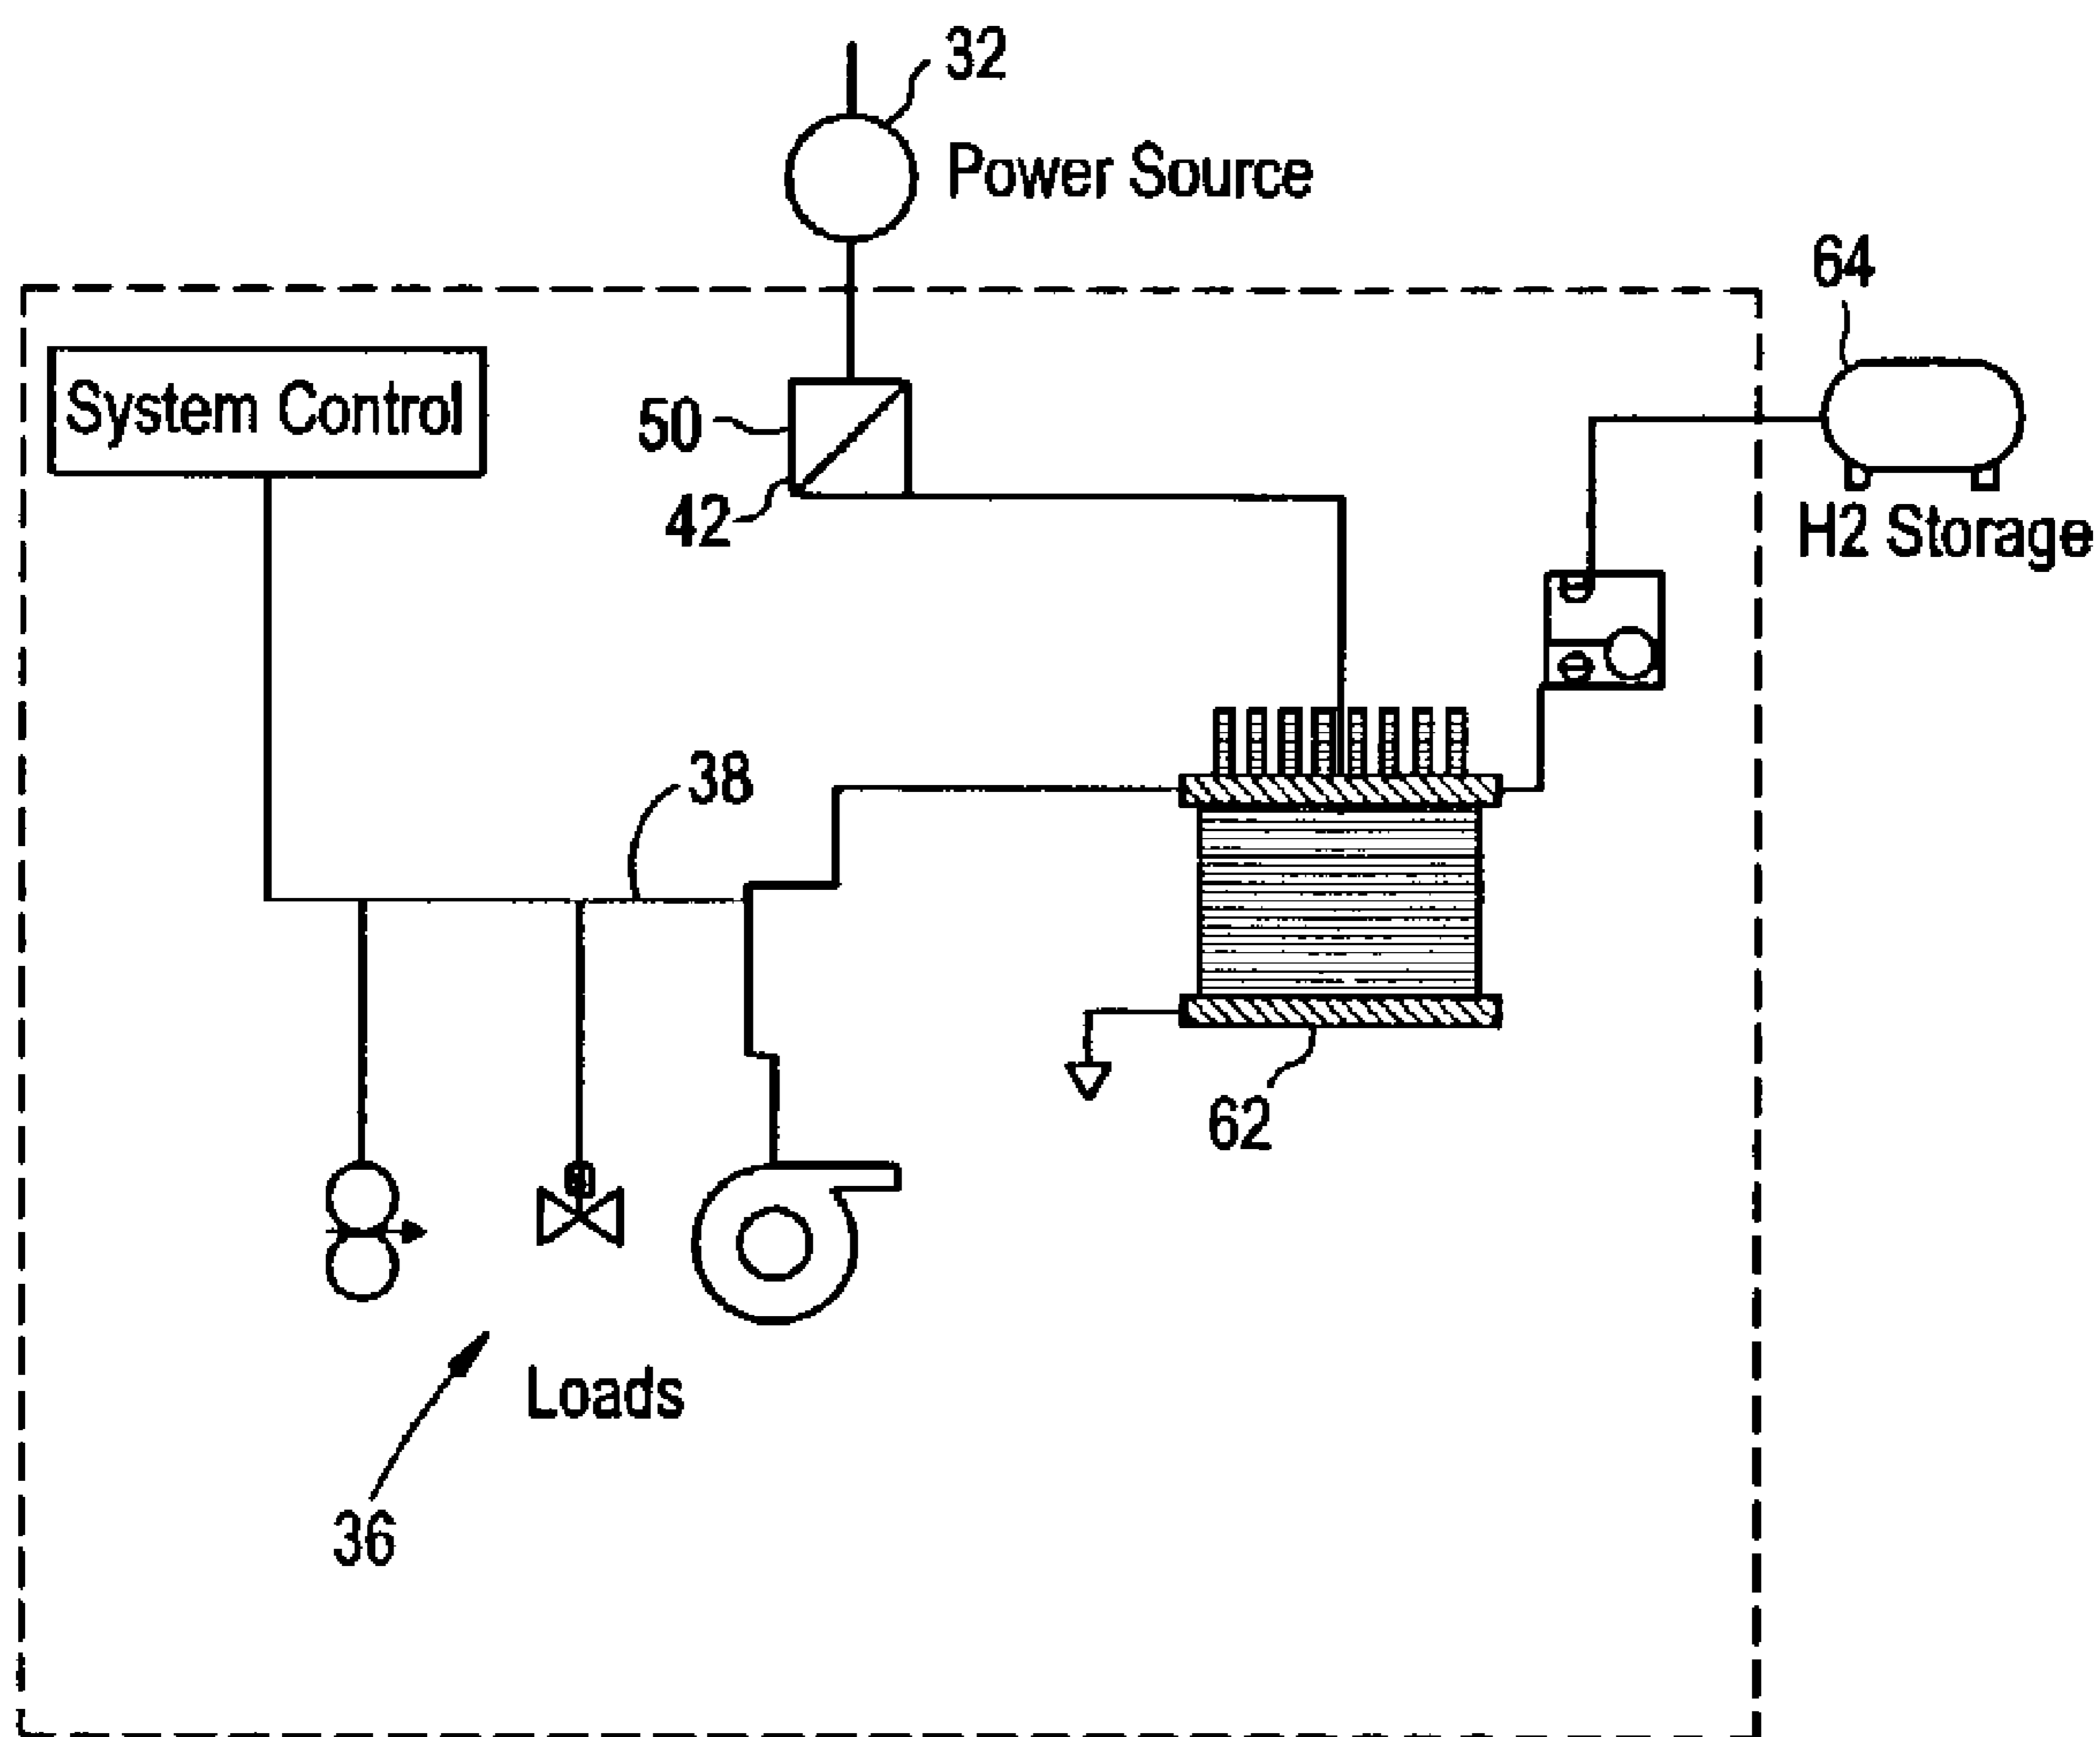 32
Power Source
64
System Control
50
42
H2 Storage
38
62
Loads
36